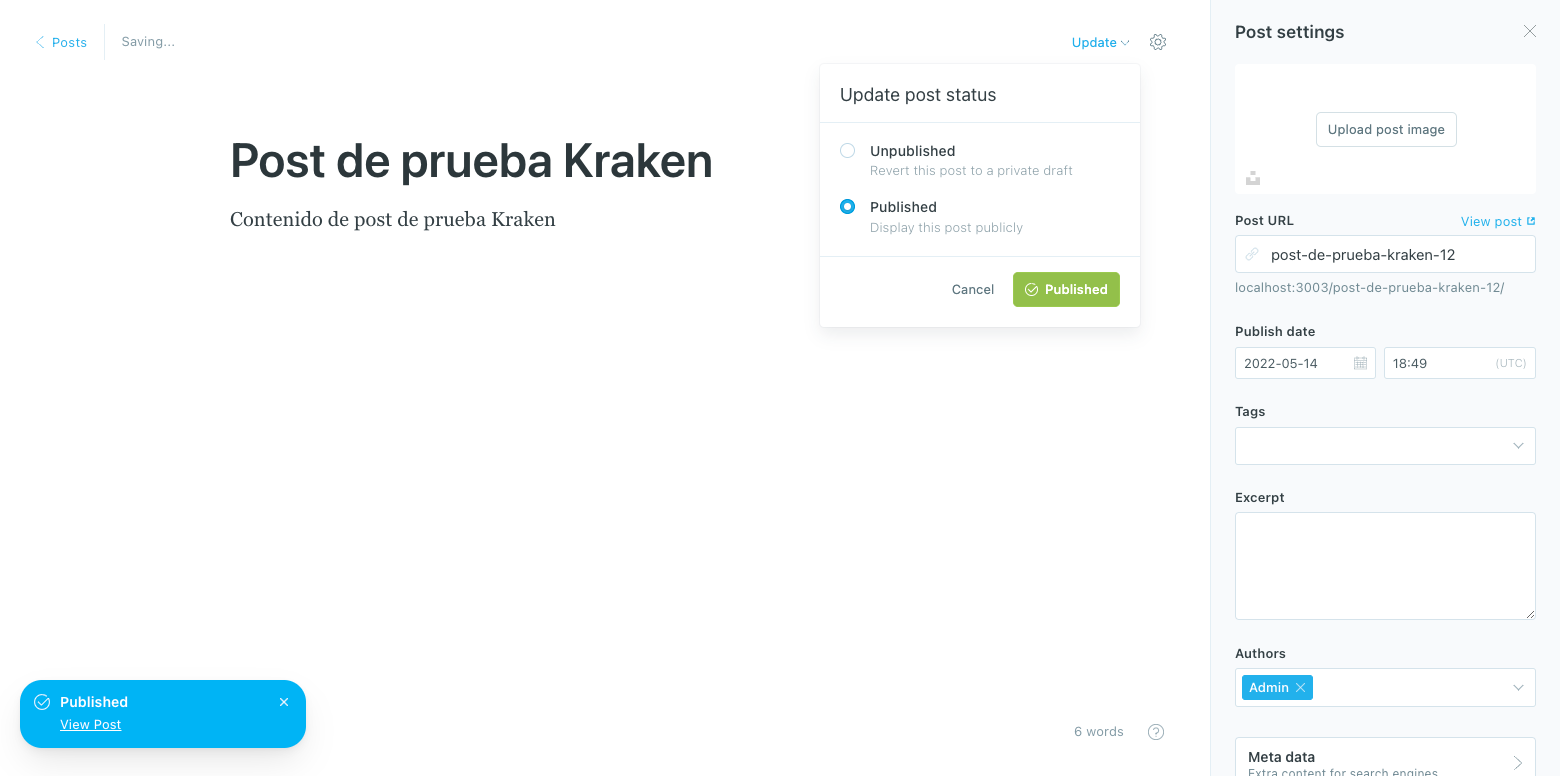 Posts
Saving...
Update
Update post status
Unpublished
Revert this post to a private draft
Published
Display this post publicly
Cancel
Published
Post de prueba Kraken
Contenido de post de prueba Kraken
Published
View Post
6 words
?
Post settings
Upload post image
Post URL
View post
post-de-prueba-kraken-12
localhost:3003/post-de-prueba-kraken-12/
Publish date
2022-05-14
18:49
(UTC)
Tags
Excerpt
Authors
Admin
Meta data
Extra content for search engines